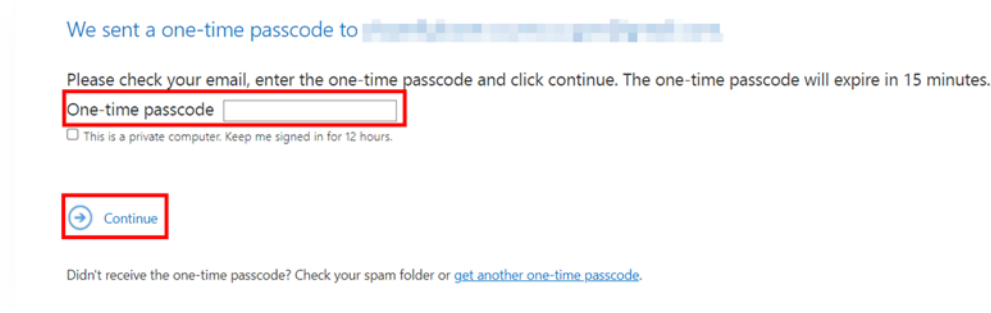 We sent a one-time passcode to
Please check your email, enter the one-time passcode and click continue. The one-time passcode will expire in 15 minutes.
One-time passcode
This is a private computer. Keep me signed in for 12 hours.
Continue
Didn't receive the one-time passcode? Check your spam folder or get another one-time passcode.